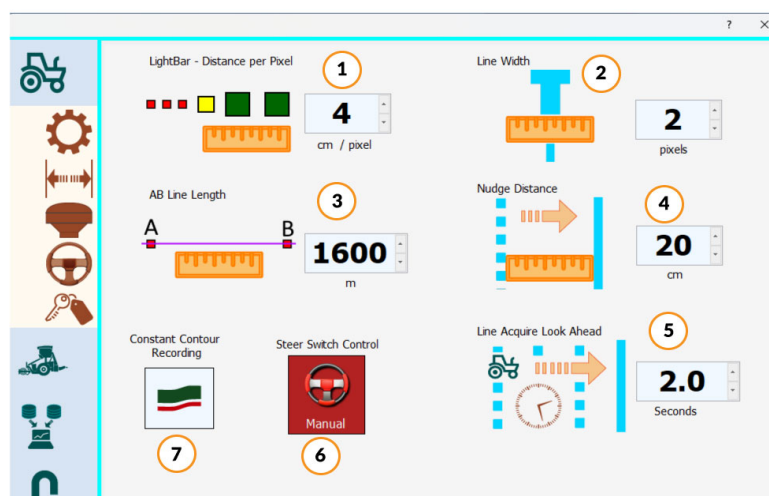 ?
LightBar - Distance per Pixel
1
4
cm / pixel
Line Width
2
2
pixels
AB Line Length
3
A
B
1600
m
Nudge Distance
4
20
cm
Constant Contour
Recording
7
Steer Switch Control
Manual
6
Line Acquire Look Ahead
5
2.0
Seconds